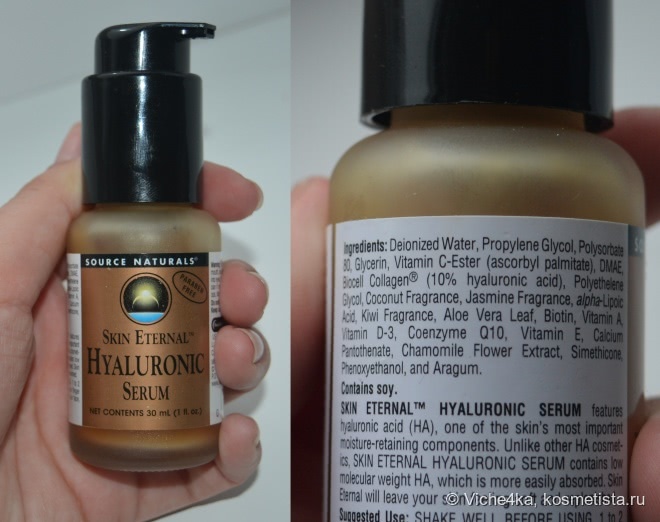 SOURCE NATURALS®
PARABEN
FREE
SKIN ETERNAL™
HYALURONIC
SERUM
NET CONTENTS 30 mL (1 fl. oz.)
Ingredients: Deionized Water, Propylene Glycol, Polysorbate
80, Glycerin, Vitamin C-Ester (ascorbyl palmitate), DMAE,
Biocell Collagen® (10% hyaluronic acid), Polyethylene
Glycol, Coconut Fragrance, Jasmine Fragrance, alpha-Lipoic
Acid, Kiwi Fragrance, Aloe Vera Leaf, Biotin, Vitamin A,
Vitamin D-3, Coenzyme Q10, Vitamin E, Calcium
Pantothenate, Chamomile Flower Extract, Simethicone,
Phenoxyethanol, and Aragum.
Contains soy.
SKIN ETERNAL™ HYALURONIC SERUM features
hyaluronic acid (HA), one of the skin's most important
moisture-retaining components. Unlike other HA cosmet-
ics, SKIN ETERNAL HYALURONIC SERUM contains low
molecular weight HA, which is more easily absorbed. Skin
Eternal will leave your s
Suggested Use: SHAKE WELL BEFORE USING. 1 to 2
© Viche4ka, kosmetista.ru